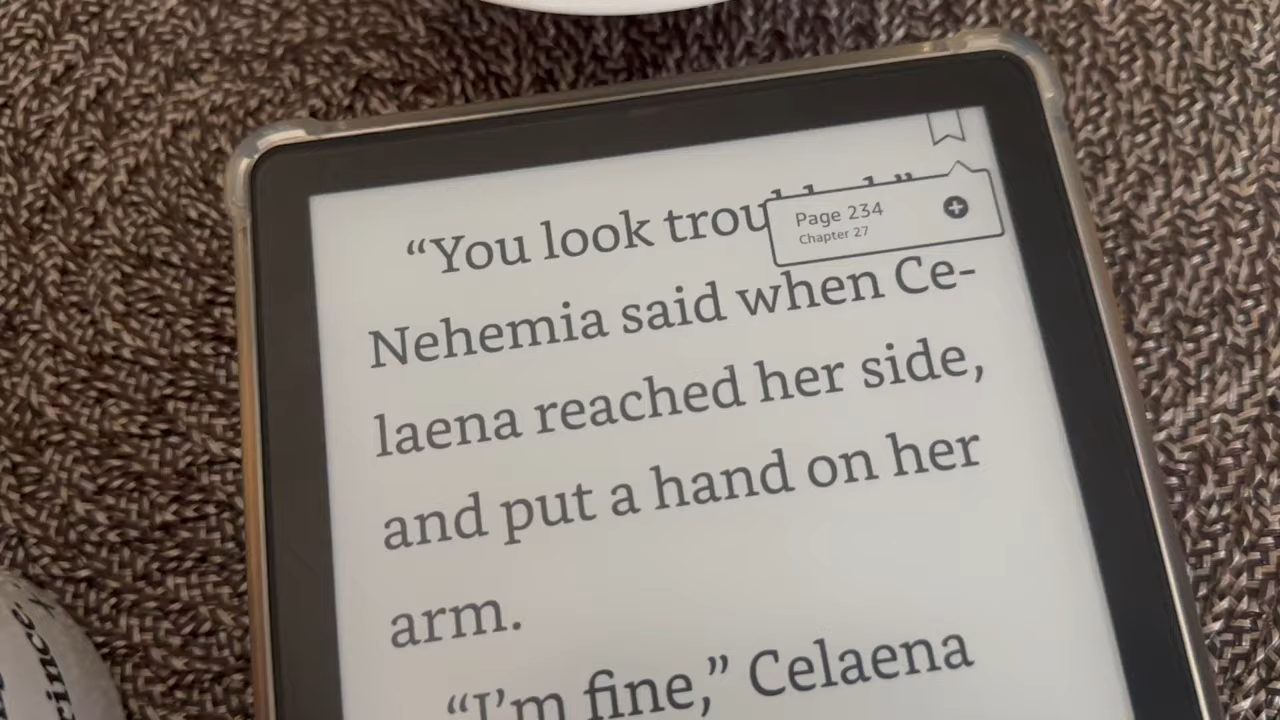 “You look trou
Page 234
Chapter 27
Nehemia said when Ce-
laena reached her side,
and put a hand on her
arm.
“I’m fine,” Celaena
rince